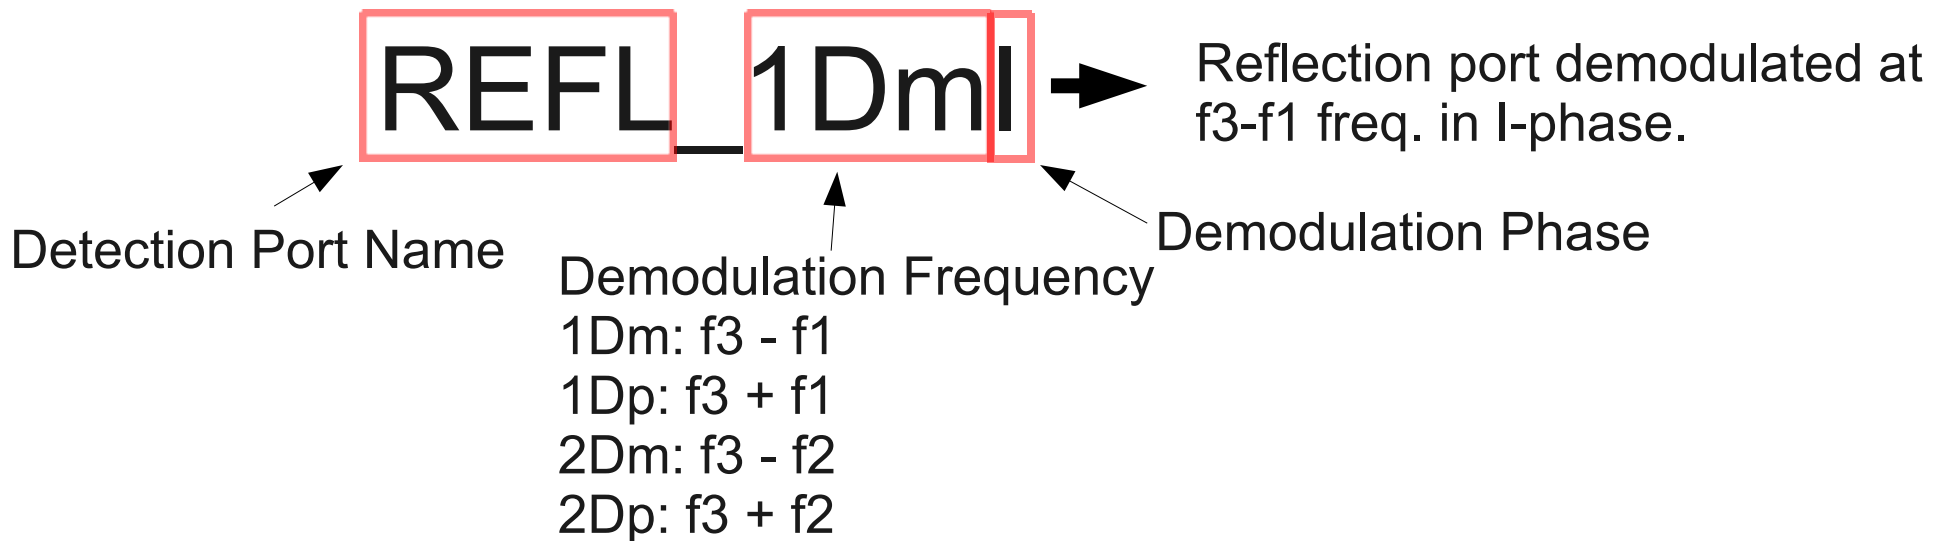 REFL_1DmI
Reflection port demodulated at
f3-f1 freq. in I-phase.
Detection Port Name
Demodulation Phase
Demodulation Frequency
1Dm: f3 - f1
1Dp: f3 + f1
2Dm: f3 - f2
2Dp: f3 + f2